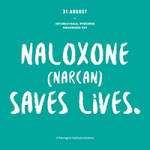 31 AUGUST
INTERNATIONAL OVERDOSE
AWARENESS DAY
NALOXONE
(NARCAN)
SAVES LIVES.